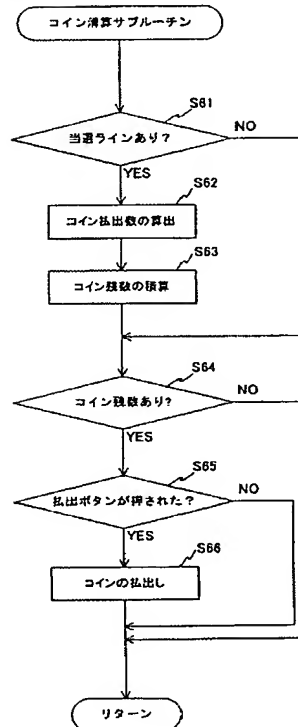 コイン清算サブルーチン
S61
当選ラインあり?
NO
YES
S62
コイン払出数の算出
S63
コイン残数の積算
S64
コイン残数あり?
NO
YES
S65
払出ボタンが押された?
NO
YES
S66
コインの払出し
リターン